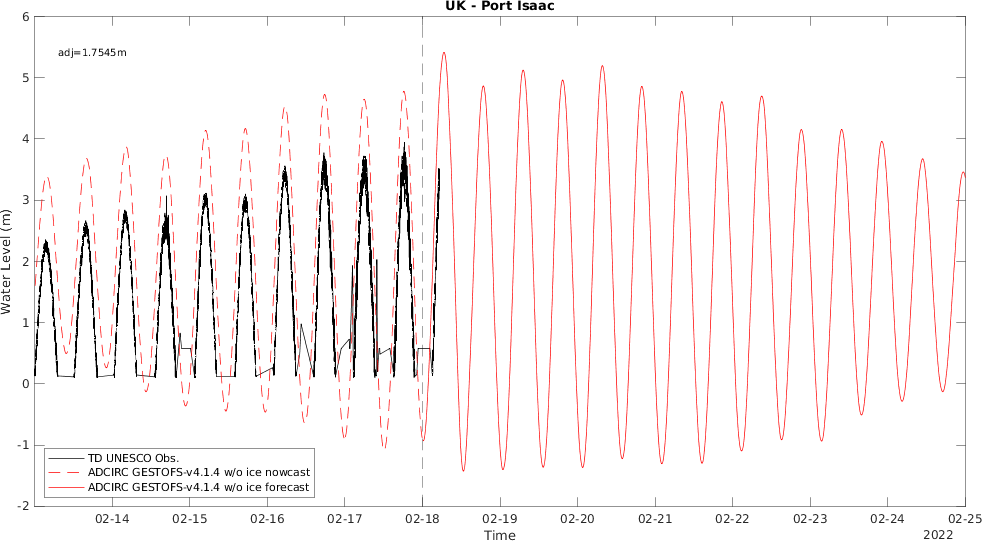 UK - Port Isaac
adj=1.7545m
Water Level (m)
6
5
4
3
2
1
0
-1
-2
TD UNESCO Obs.
ADCIRC GESTOFS-v4.1.4 w/o ice nowcast
ADCIRC GESTOFS-v4.1.4 w/o ice forecast
02-14 02-15 02-16 02-17 02-18 02-19 02-20 02-21 02-22 02-23 02-24 02-25
Time
2022